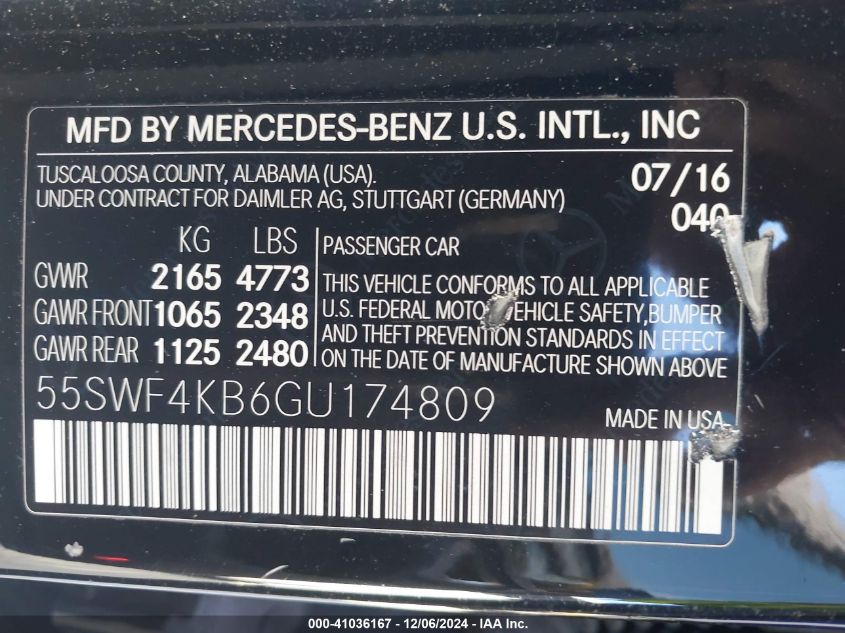 MFD BY MERCEDES-BENZ U.S. INTL., INC
TUSCALOOSA COUNTY, ALABAMA (USA).
UNDER CONTRACT FOR DAIMLER AG, STUTTGART (GERMANY)
07/16
040
KG LBS
GVWR 2165 4773
GAWR FRONT 1065 2348
GAWR REAR 1125 2480
PASSENGER CAR
THIS VEHICLE CONFORMS TO ALL APPLICABLE
U.S. FEDERAL MOTOR VEHICLE SAFETY, BUMPER
AND THEFT PREVENTION STANDARDS IN EFFECT
ON THE DATE OF MANUFACTURE SHOWN ABOVE
55SWF4KB6GU174809
MADE IN USA
000-41036167 - 12/06/2024 - IAA Inc.